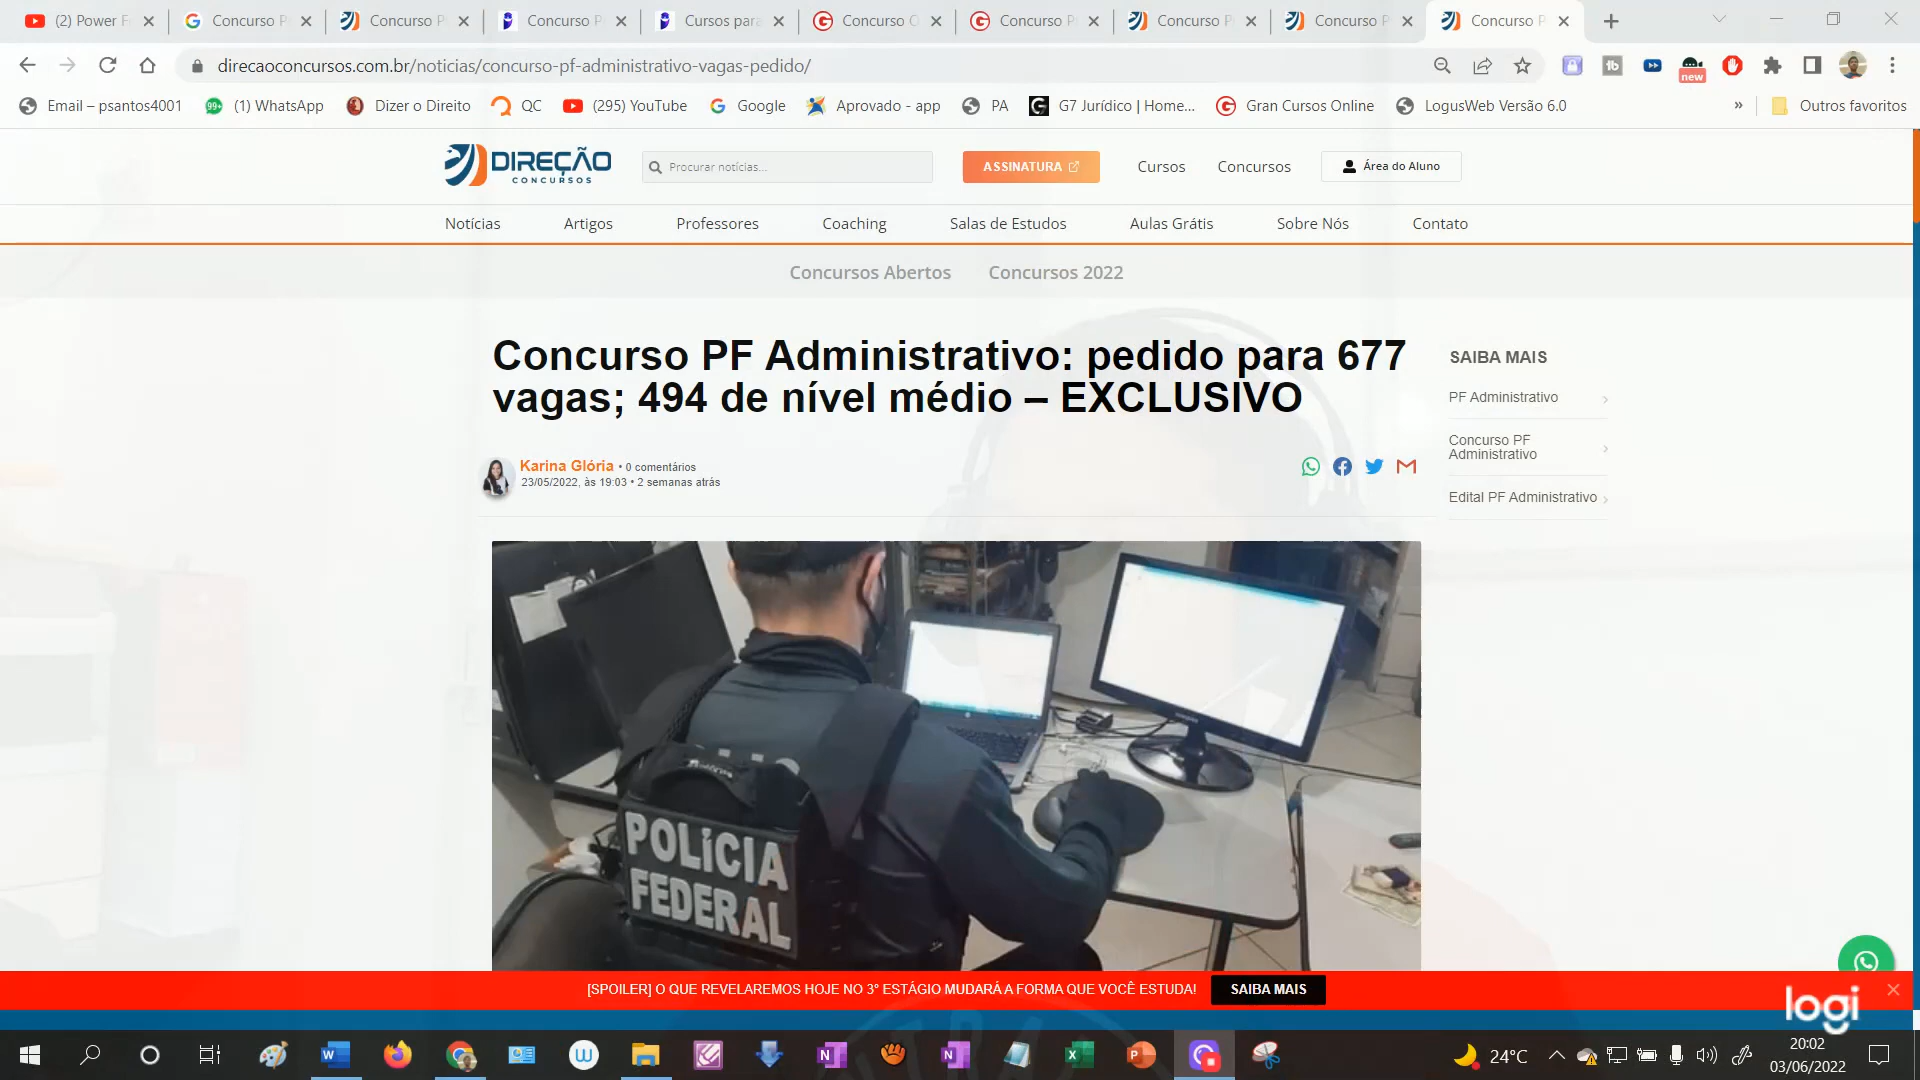 (2) Power F
Concurso P
Concurso P
Concurso P
Cursos para
Concurso
Concurso P
Concurso P
Concurso P
Concurso P
direcaoconcursos.com.br/noticias/concurso-pf-administrativo-vagas-pedido/
new
Email – psantos4001
99+
(1) WhatsApp
Dizer o Direito
QC
(295) YouTube
Google
Aprovado - app
PA
G7 Jurídico | Home...
Gran Cursos Online
LogusWeb Versão 6.0
»
Outros favoritos
DIREÇÃO
CONCURSOS
Procurar notícias...
ASSINATURA
Cursos
Concursos
Área do Aluno
Notícias
Artigos
Professores
Coaching
Salas de Estudos
Aulas Grátis
Sobre Nós
Contato
Concursos Abertos
Concursos 2022
Concurso PF Administrativo: pedido para 677
vagas; 494 de nível médio – EXCLUSIVO
Karina Glória • 0 comentários
23/05/2022, às 19:03 • 2 semanas atrás
SAIBA MAIS
PF Administrativo
Concurso PF
Administrativo
Edital PF Administrativo
POLÍCIA
FEDERAL
[SPOILER] O QUE REVELAREMOS HOJE NO 3° ESTÁGIO MUDARÁ A FORMA QUE VOCÊ ESTUDA!
SAIBA MAIS
logi
24°C
20:02
03/06/2022